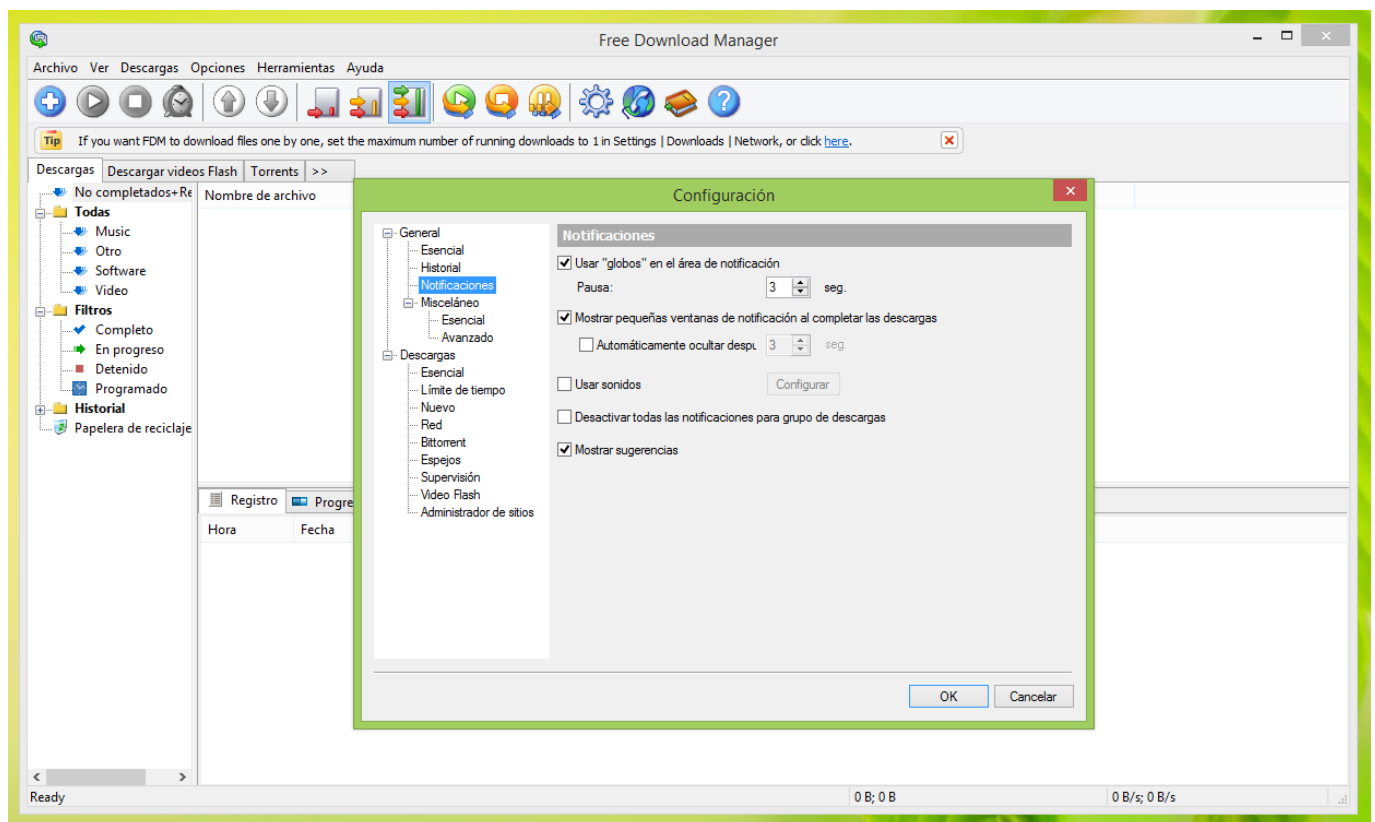 Free Download Manager
Archivo Ver Descargas Opciones Herramientas Ayuda
Tip If you want FDM to download files one by one, set the maximum number of running downloads to 1 in Settings | Downloads | Network, or click here.
Descargas Descargar videos Flash Torrents >>
No completados+Re
Todas
Music
Otro
Software
Video
Filtros
Completo
En progreso
Detenido
Programado
Historial
Papelera de reciclaje
Nombre de archivo
Registro Progre
Hora Fecha
Configuración
General
Esencial
Historial
Notificaciones
Misceláneo
Esencial
Avanzado
Descargas
Esencial
Límite de tiempo
Nuevo
Red
Bittorrent
Espejos
Supervisión
Video Flash
Administrador de sitios
Notificaciones
Usar "globos" en el área de notificación
Pausa: 3 seg.
Mostrar pequeñas ventanas de notificación al completar las descargas
Automáticamente ocultar despu 3 seg.
Usar sonidos Configurar
Desactivar todas las notificaciones para grupo de descargas
Mostrar sugerencias
OK Cancelar
Ready 0 B; 0 B 0 B/s; 0 B/s